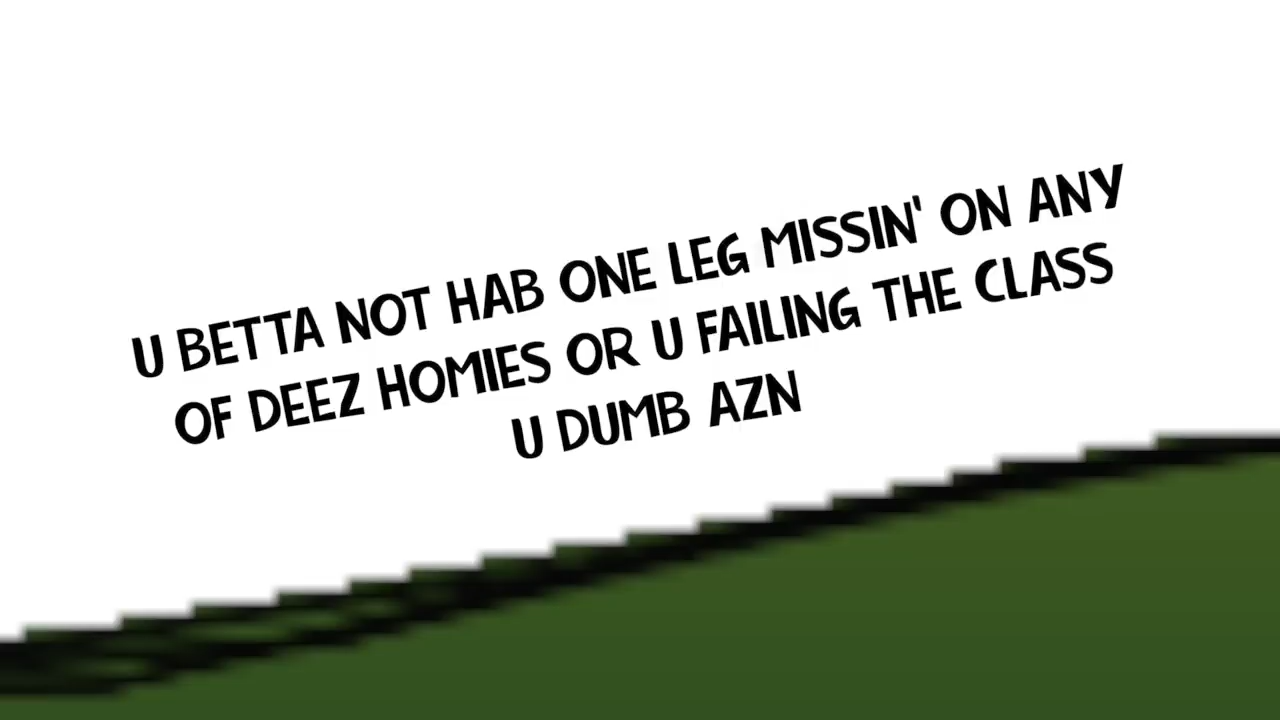 U BETTA NOT HAB ONE LEG MISSIN' ON ANY
OF DEEZ HOMIES OR U FAILING THE CLASS
U DUMB AZN